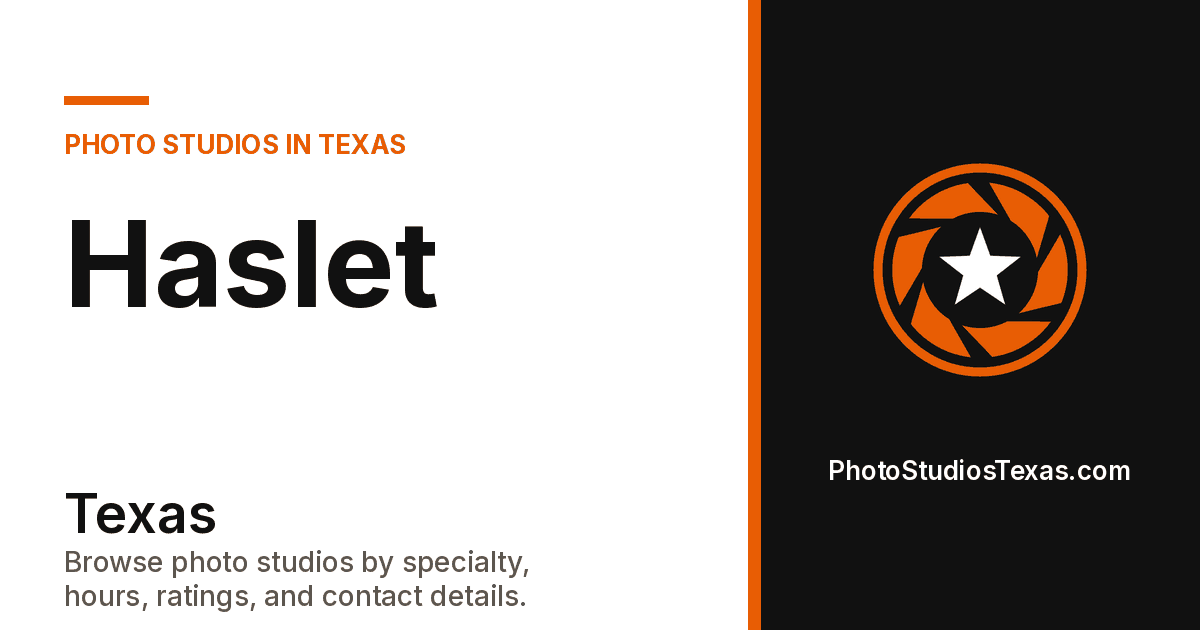 PHOTO STUDIOS IN TEXAS
Haslet
Texas
Browse photo studios by specialty,
hours, ratings, and contact details.
PhotoStudiosTexas.com